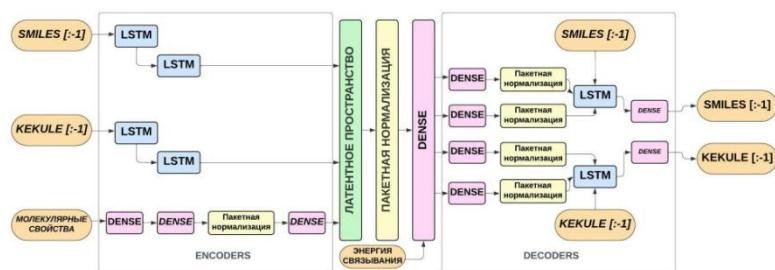 SMILES [:-1]
LSTM
LSTM
KEKULE [:-1]
LSTM
LSTM
МОЛЕКУЛЯРНЫЕ
СВОЙСТВА
DENSE
DENSE
Пакетная
нормализация
DENSE
ENCODERS
ЛАТЕНТНОЕ ПРОСТРАНСТВО
ПАКЕТНАЯ НОРМАЛИЗАЦИЯ
DENSE
ЭНЕРГИЯ
СВЯЗЫВАНИЯ
SMILES [:-1]
DENSE
Пакетная
нормализация
DENSE
Пакетная
нормализация
LSTM
DENSE
SMILES [:-1]
DENSE
Пакетная
нормализация
DENSE
Пакетная
нормализация
LSTM
DENSE
KEKULE [:-1]
KEKULE [:-1]
DECODERS